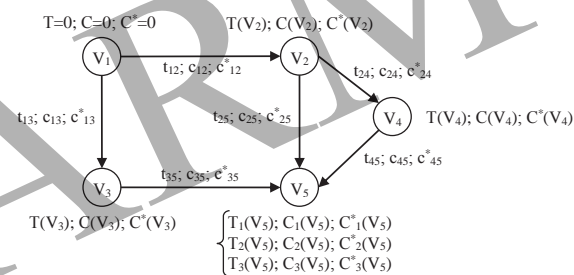 T=0; C=0; C*=0
T(V₂); C(V₂); C*(V₂)
V₁
V₂
t₁₂; c₁₂; c*₁₂
t₂₄; c₂₄; c*₂₄
t₁₃; c₁₃; c*₁₃
t₂₅; c₂₅; c*₂₅
V₄
T(V₄); C(V₄); C*(V₄)
t₄₅; c₄₅; c*₄₅
t₃₅; c₃₅; c*₃₅
V₃
V₅
T(V₃); C(V₃); C*(V₃)
T₁(V₅); C₁(V₅); C*₁(V₅)
T₂(V₅); C₂(V₅); C*₂(V₅)
T₃(V₅); C₃(V₅); C*₃(V₅)